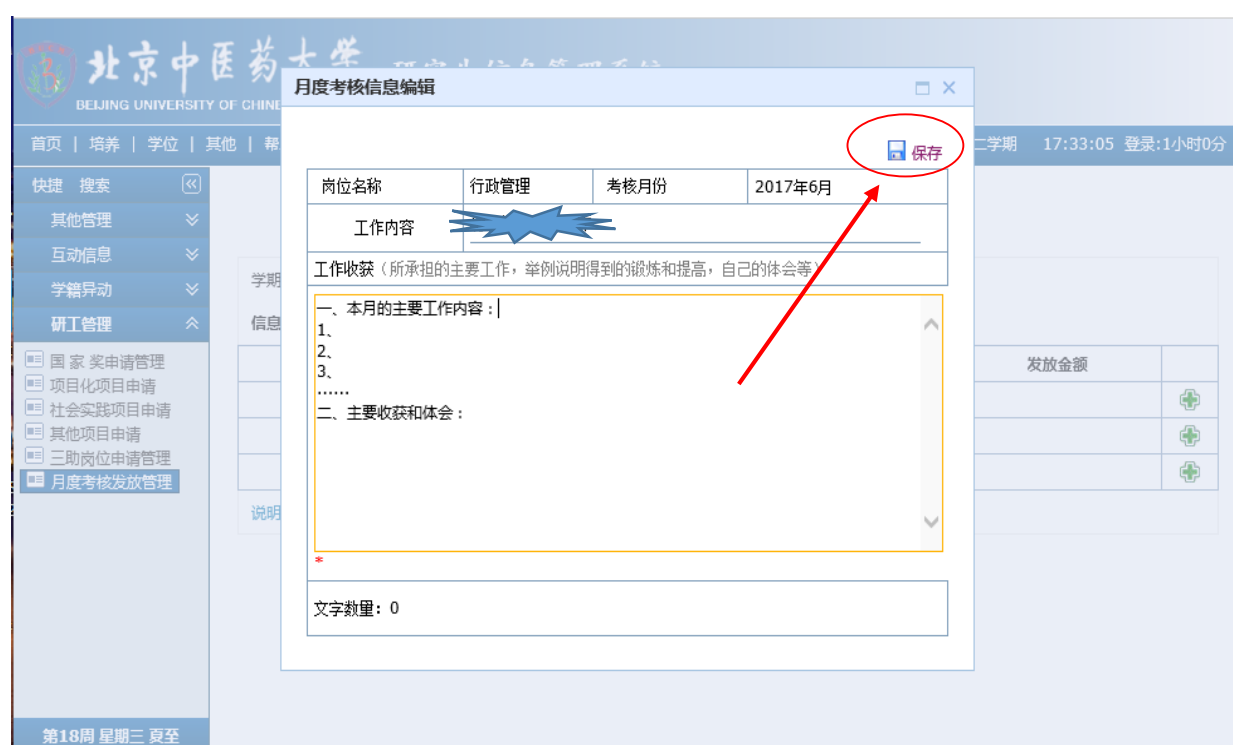 北京中医药大学 研究生信息管理系统
BEIJING UNIVERSITY OF CHINE
首页 | 培养 | 学位 | 其他 | 帮
二学期 17:33:05 登录:1小时0分
快捷 搜索
其他管理
互动信息
学籍异动
研工管理
国 家 奖申请管理
项目化项目申请
社会实践项目申请
其他项目申请
三助岗位申请管理
月度考核发放管理
第18周 星期三 夏至
学期
信息
发放金额
说明
月度考核信息编辑
保存
岗位名称 行政管理 考核月份 2017年6月
工作内容
工作收获（所承担的主要工作，举例说明得到的锻炼和提高，自己的体会等）
一、本月的主要工作内容：
1、
2、
3、
……
二、主要收获和体会：
*
文字数量：0